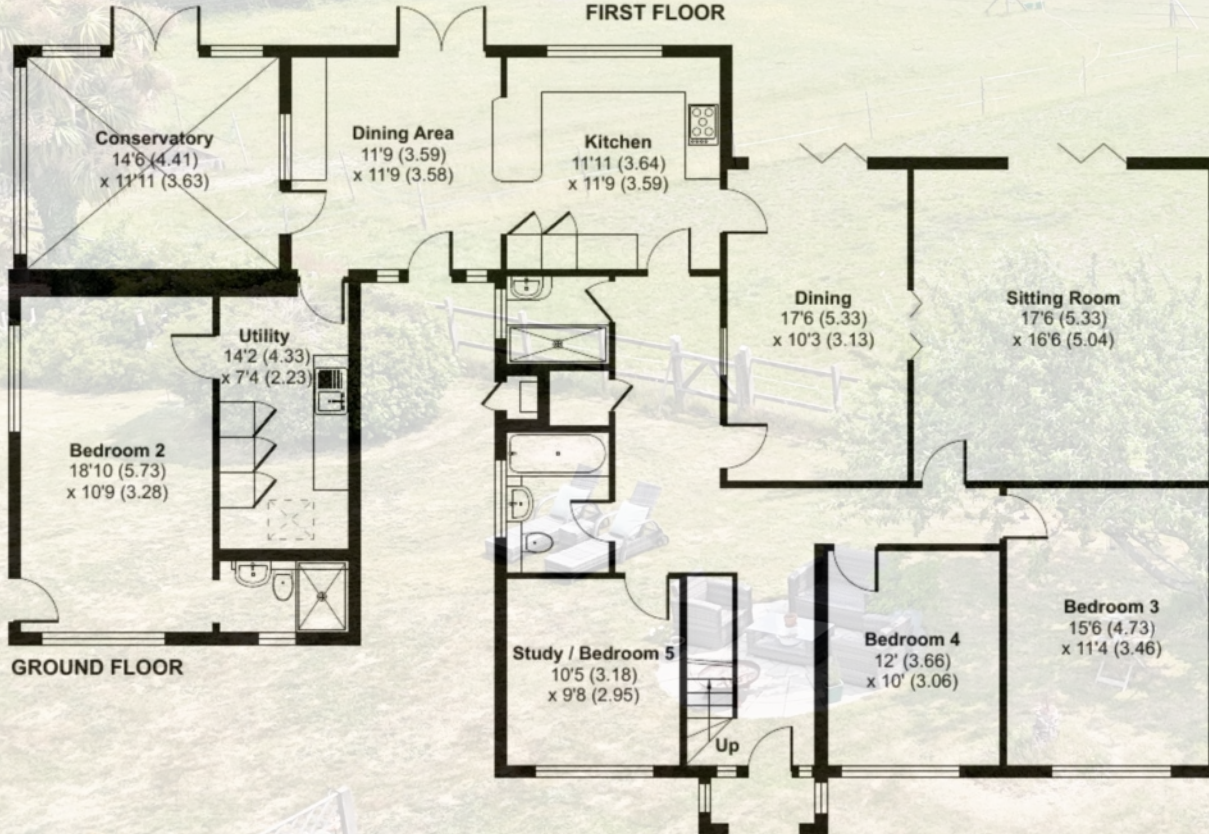 FIRST FLOOR
Conservatory
14'6 (4.41)
x 11'11 (3.63)
Dining Area
11'9 (3.59)
x 11'9 (3.58)
Kitchen
11'11 (3.64)
x 11'9 (3.59)
Utility
14'2 (4.33)
x 7'4 (2.23)
Dining
17'6 (5.33)
x 10'3 (3.13)
Sitting Room
17'6 (5.33)
x 16'6 (5.04)
Bedroom 2
18'10 (5.73)
x 10'9 (3.28)
GROUND FLOOR
Study / Bedroom 5
10'5 (3.18)
x 9'8 (2.95)
Up
Bedroom 4
12' (3.66)
x 10' (3.06)
Bedroom 3
15'6 (4.73)
x 11'4 (3.46)